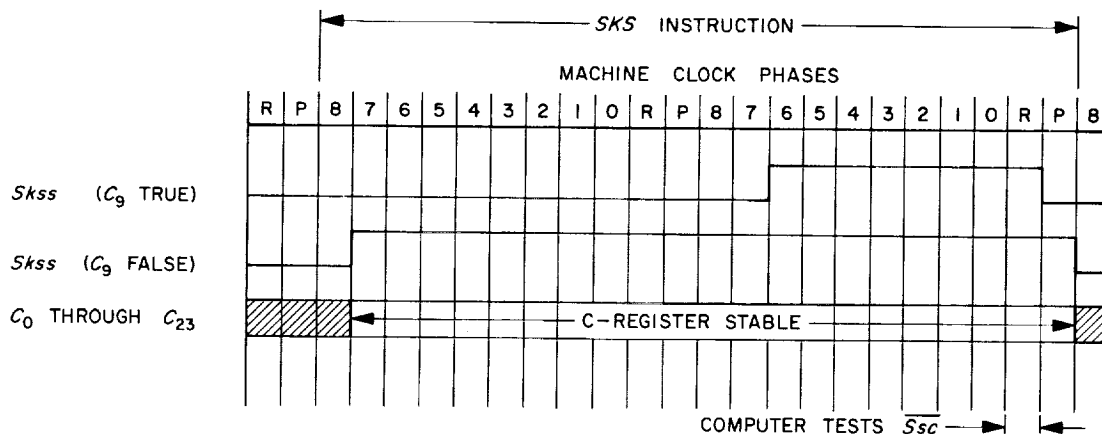 SKS INSTRUCTION
MACHINE CLOCK PHASES
R P 8 7 6 5 4 3 2 1 0 R P 8 7 6 5 4 3 2 1 0 R P 8
Skss (C9 TRUE)
Skss (C9 FALSE)
C0 THROUGH C23
C-REGISTER STABLE
COMPUTER TESTS S̅s̅c̅